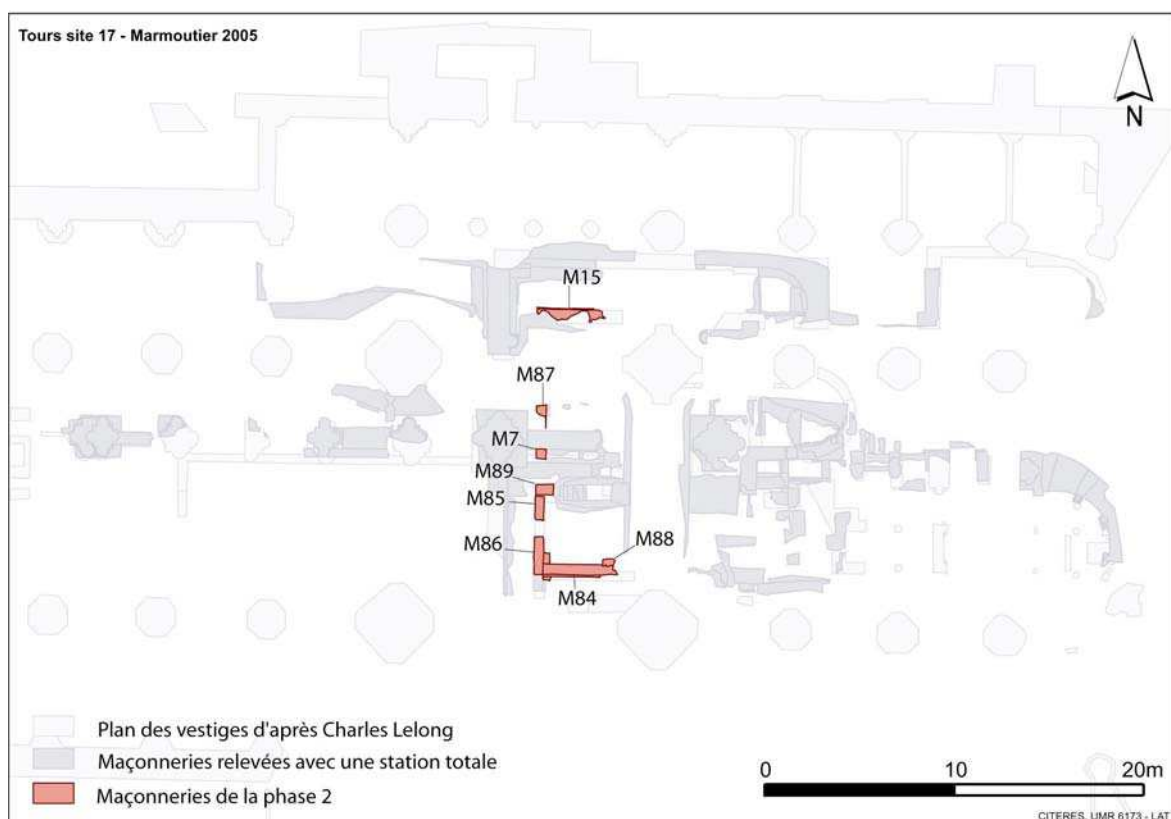 Tours site 17 - Marmoutier 2005
N
M15
M87
M7
M89
M85
M86
M88
M84
Plan des vestiges d'après Charles Lelong
Maçonneries relevées avec une station totale
Maçonneries de la phase 2
0 10 20m
CITERES, UMR 6173 - LAT